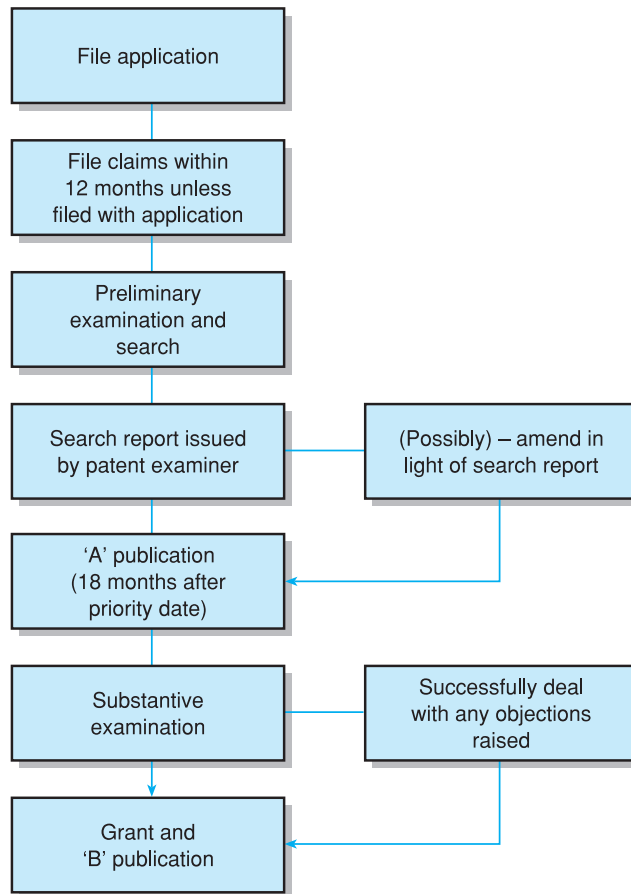 File application
File claims within
12 months unless
filed with application
Preliminary
examination and
search
Search report issued
by patent examiner
(Possibly) – amend in
light of search report
‘A’ publication
(18 months after
priority date)
Substantive
examination
Successfully deal
with any objections
raised
Grant and
‘B’ publication